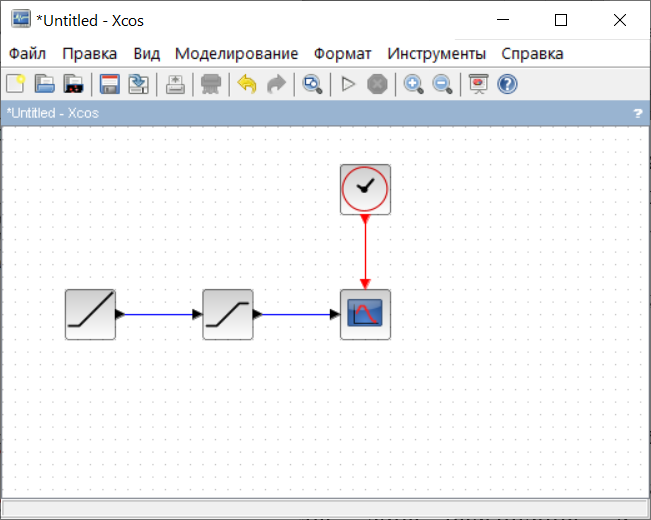 *Untitled - Xcos
Файл Правка Вид Моделирование Формат Инструменты Справка
*Untitled - Xcos